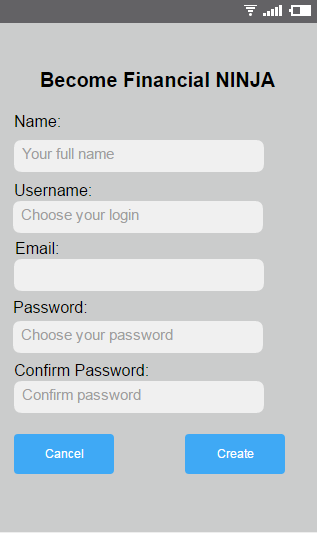 Become Financial NINJA
Name:
Your full name
Username:
Choose your login
Email:
Password:
Choose your password
Confirm Password:
Confirm password
Cancel
Create